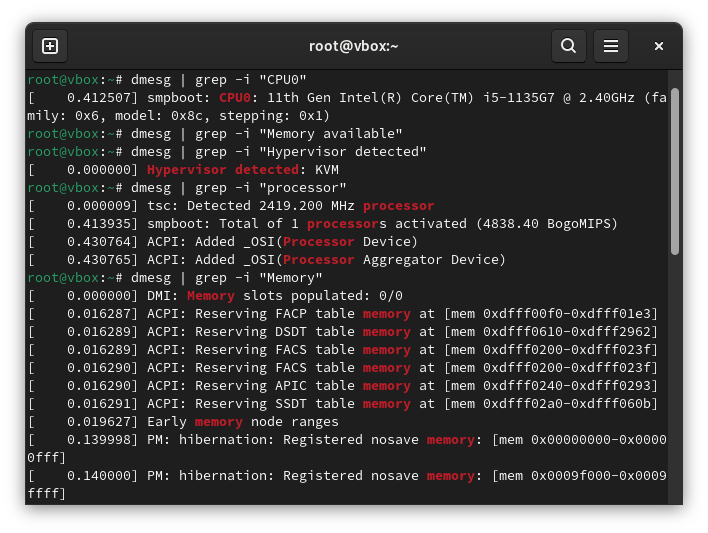 root@vbox:~
root@vbox:~# dmesg | grep -i "CPU0"
[    0.412507] smpboot: CPU0: 11th Gen Intel(R) Core(TM) i5-1135G7 @ 2.40GHz (fa
mily: 0x6, model: 0x8c, stepping: 0x1)
root@vbox:~# dmesg | grep -i "Memory available"
root@vbox:~# dmesg | grep -i "Hypervisor detected"
[    0.000000] Hypervisor detected: KVM
root@vbox:~# dmesg | grep -i "processor"
[    0.000009] tsc: Detected 2419.200 MHz processor
[    0.413935] smpboot: Total of 1 processors activated (4838.40 BogoMIPS)
[    0.430764] ACPI: Added _OSI(Processor Device)
[    0.430765] ACPI: Added _OSI(Processor Aggregator Device)
root@vbox:~# dmesg | grep -i "Memory"
[    0.000000] DMI: Memory slots populated: 0/0
[    0.016287] ACPI: Reserving FACP table memory at [mem 0xdfff00f0-0xdfff01e3]
[    0.016289] ACPI: Reserving DSDT table memory at [mem 0xdfff0610-0xdfff2962]
[    0.016289] ACPI: Reserving FACS table memory at [mem 0xdfff0200-0xdfff023f]
[    0.016290] ACPI: Reserving FACS table memory at [mem 0xdfff0200-0xdfff023f]
[    0.016290] ACPI: Reserving APIC table memory at [mem 0xdfff0240-0xdfff0293]
[    0.016291] ACPI: Reserving SSDT table memory at [mem 0xdfff02a0-0xdfff060b]
[    0.019627] Early memory node ranges
[    0.139998] PM: hibernation: Registered nosave memory: [mem 0x00000000-0x0000
0fff]
[    0.140000] PM: hibernation: Registered nosave memory: [mem 0x0009f000-0x0009
ffff]